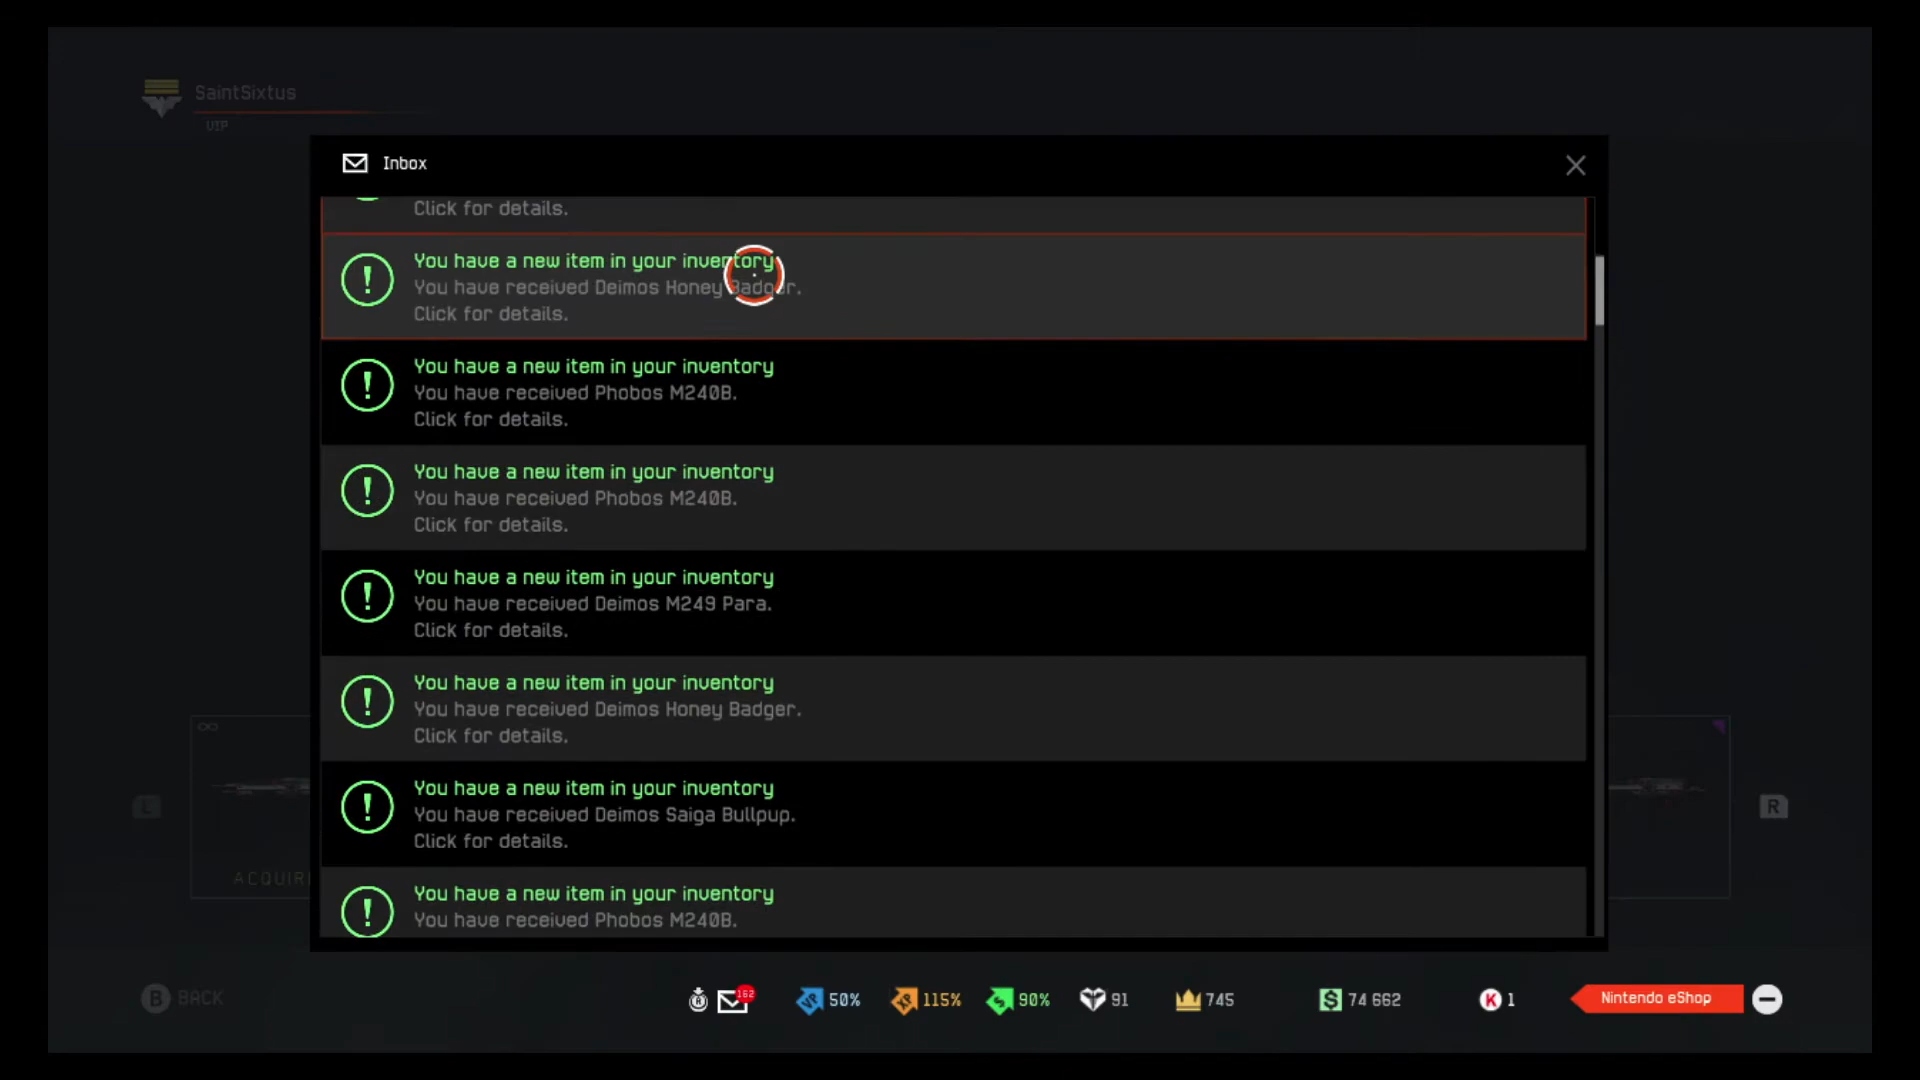 SaintSixtus
VIP
Inbox
Click for details.
You have a new item in your inventory
You have received Deimos Honey Badger.
Click for details.
You have a new item in your inventory
You have received Phobos M240B.
Click for details.
You have a new item in your inventory
You have received Phobos M240B.
Click for details.
You have a new item in your inventory
You have received Deimos M249 Para.
Click for details.
You have a new item in your inventory
You have received Deimos Honey Badger.
Click for details.
You have a new item in your inventory
You have received Deimos Saiga Bullpup.
Click for details.
You have a new item in your inventory
You have received Phobos M240B.
L
R
B BACK
162
50%
115%
90%
91
745
74 662
K 1
Nintendo eShop